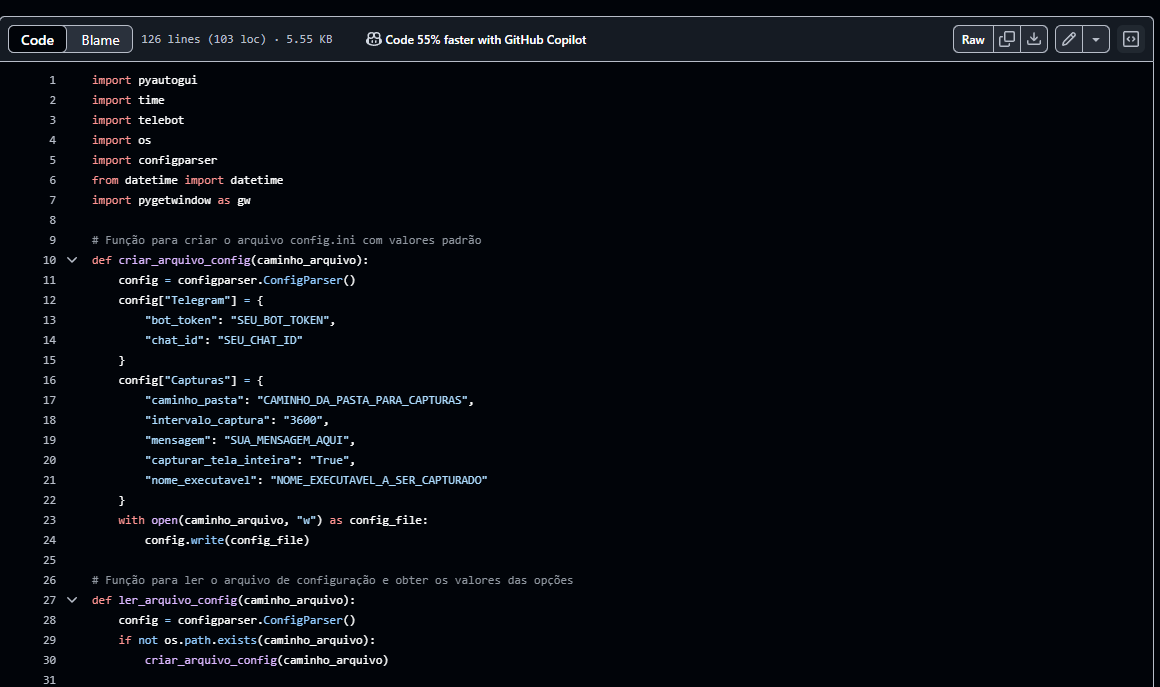 Code Blame 126 lines (103 loc) · 5.55 KB Code 55% faster with GitHub Copilot Raw
1 import pyautogui
2 import time
3 import telebot
4 import os
5 import configparser
6 from datetime import datetime
7 import pygetwindow as gw
8
9 # Função para criar o arquivo config.ini com valores padrão
10 def criar_arquivo_config(caminho_arquivo):
11     config = configparser.ConfigParser()
12     config["Telegram"] = {
13         "bot_token": "SEU_BOT_TOKEN",
14         "chat_id": "SEU_CHAT_ID"
15     }
16     config["Capturas"] = {
17         "caminho_pasta": "CAMINHO_DA_PASTA_PARA_CAPTURAS",
18         "intervalo_captura": "3600",
19         "mensagem": "SUA_MENSAGEM_AQUI",
20         "capturar_tela_inteira": "True",
21         "nome_executavel": "NOME_EXECUTAVEL_A_SER_CAPTURADO"
22     }
23     with open(caminho_arquivo, "w") as config_file:
24         config.write(config_file)
25
26 # Função para ler o arquivo de configuração e obter os valores das opções
27 def ler_arquivo_config(caminho_arquivo):
28     config = configparser.ConfigParser()
29     if not os.path.exists(caminho_arquivo):
30         criar_arquivo_config(caminho_arquivo)
31